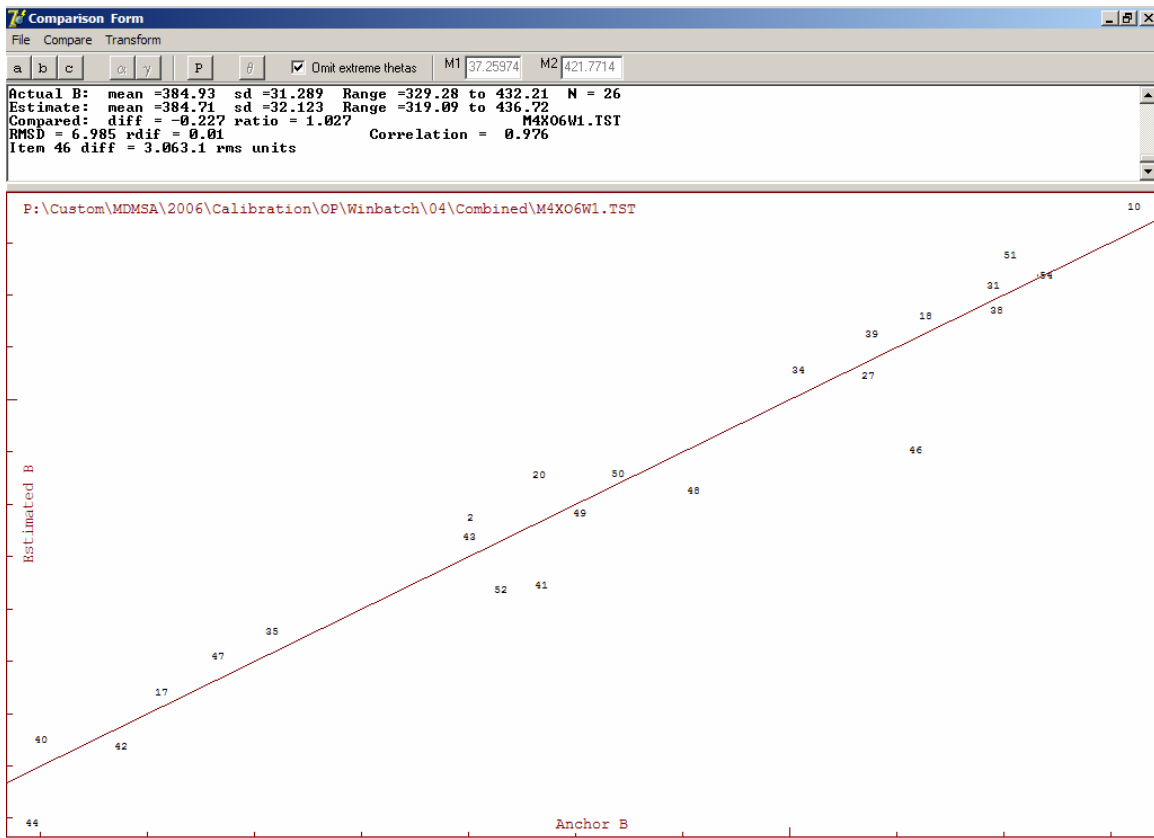 Comparison Form
File Compare Transform
a b c α γ P θ Omit extreme thetas M1 37.25974 M2 421.7714
Actual B: mean =384.93 sd =31.289 Range =329.28 to 432.21 N = 26
Estimate: mean =384.71 sd =32.123 Range =319.09 to 436.72
Compared: diff = -0.227 ratio = 1.027 M4XO6W1.TST
RMSD = 6.985 rdif = 0.01 Correlation = 0.976
Item 46 diff = 3.063.1 rms units
P:\Custom\MDMSA\2006\Calibration\OP\Winbatch\04\Combined\M4XO6W1.TST
10
51
54
31
38
18
39
34
27
46
20
50
48
2
49
43
52
41
35
47
17
40
42
44
Estimated B
Anchor B